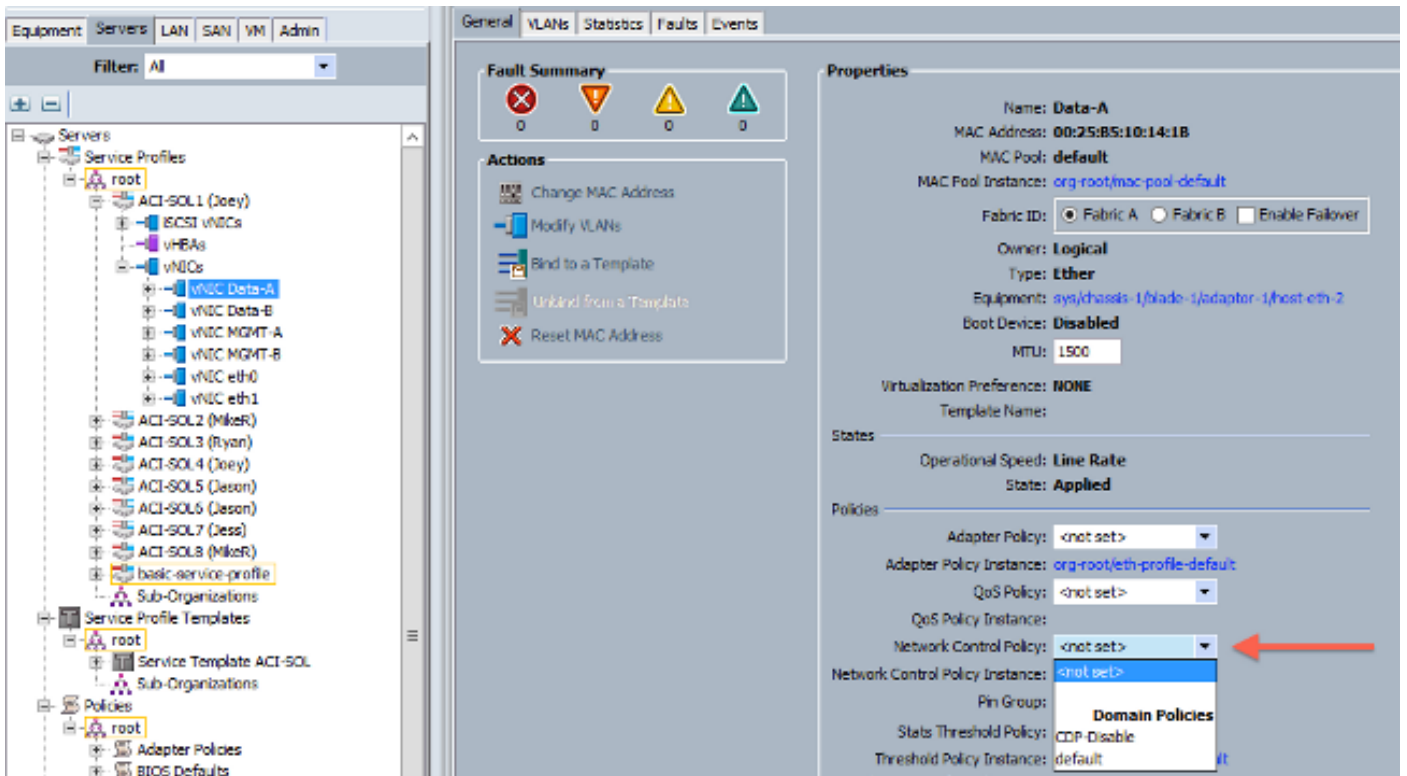 Equipment Servers LAN SAN VM Admin
Filter: All
Servers
Service Profiles
root
ACI-SOL1 (Joey)
iSCSI vNICs
vHBAs
vNICs
vNIC Data-A
vNIC Data-B
vNIC MGMT-A
vNIC MGMT-B
vNIC eth0
vNIC eth1
ACI-SOL2 (MikeR)
ACI-SOL3 (Ryan)
ACI-SOL4 (Joey)
ACI-SOL5 (Jason)
ACI-SOL6 (Jason)
ACI-SOL7 (Jess)
ACI-SOL8 (MikeR)
basic-service-profile
Sub-Organizations
Service Profile Templates
root
Service Template ACI-SOL
Sub-Organizations
Policies
root
Adapter Policies
BIOS Defaults
General VLANs Statistics Faults Events
Fault Summary
0 0 0 0
Actions
Change MAC Address
Modify VLANs
Bind to a Template
Unbind from a Template
Reset MAC Address
Properties
Name: Data-A
MAC Address: 00:25:B5:10:14:1B
MAC Pool: default
MAC Pool Instance: org-root/mac-pool-default
Fabric ID: Fabric A Fabric B Enable Failover
Owner: Logical
Type: Ether
Equipment: sys/chassis-1/blade-1/adaptor-1/host-eth-2
Boot Device: Disabled
MTU: 1500
Virtualization Preference: NONE
Template Name:
States
Operational Speed: Line Rate
State: Applied
Policies
Adapter Policy: <not set>
Adapter Policy Instance: org-root/eth-profile-default
QoS Policy: <not set>
QoS Policy Instance:
Network Control Policy: <not set>
Network Control Policy Instance: <not set>
Pin Group:
Domain Policies
Stats Threshold Policy: CDP-Disable
Threshold Policy Instance: default lt